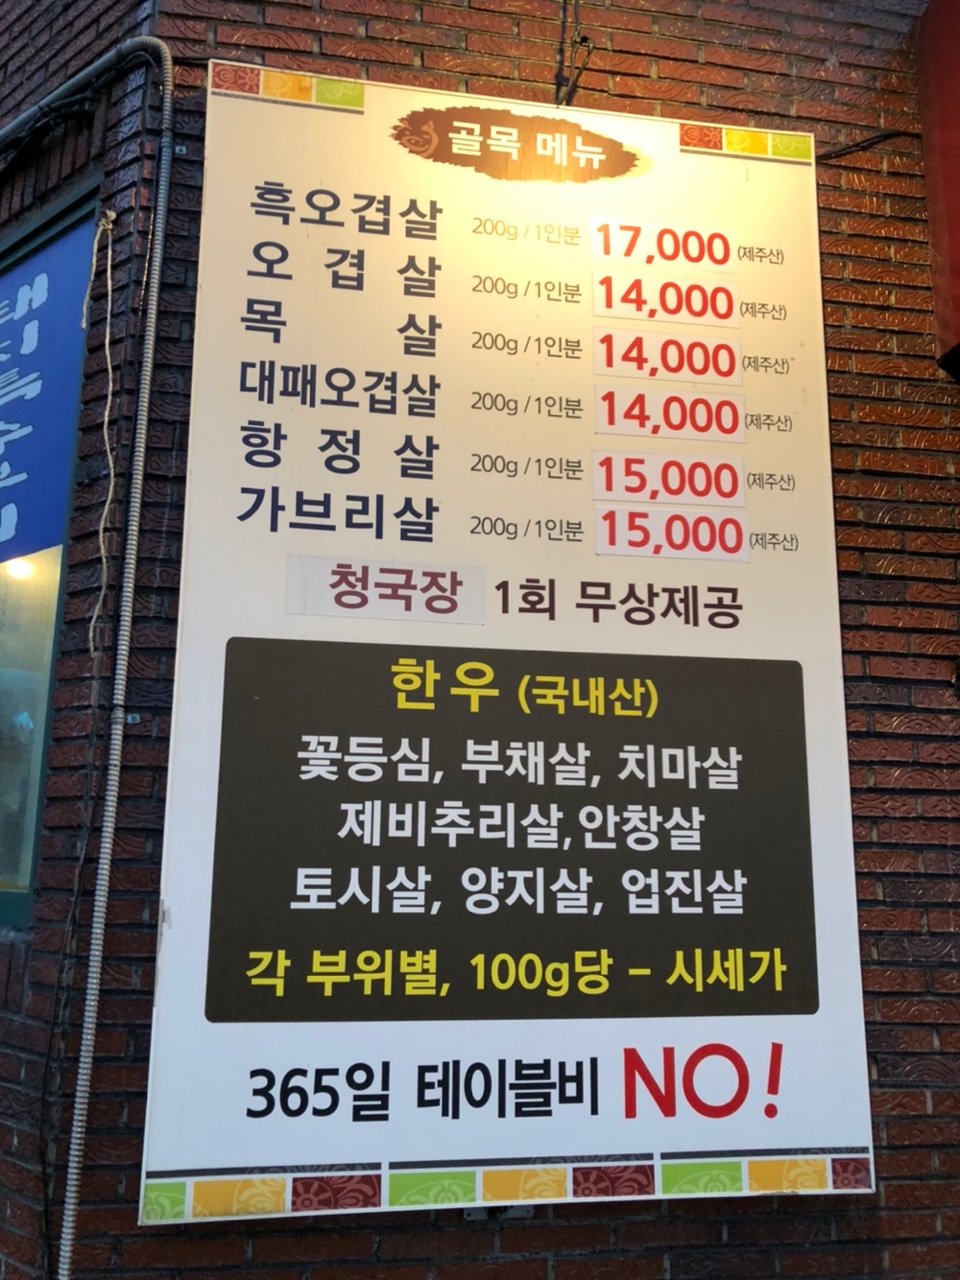 골목 메뉴
흑오겹살 200g / 1인분 17,000 (제주산)
오 겹 살 200g / 1인분 14,000 (제주산)
목 살 200g / 1인분 14,000 (제주산)
대패오겹살 200g / 1인분 14,000 (제주산)
항 정 살 200g / 1인분 15,000 (제주산)
가브리살 200g / 1인분 15,000 (제주산)
청국장 1회 무상제공
한우 (국내산)
꽃등심, 부채살, 치마살
제비추리살, 안창살
토시살, 양지살, 업진살
각 부위별, 100g당 - 시세가
365일 테이블비 NO!